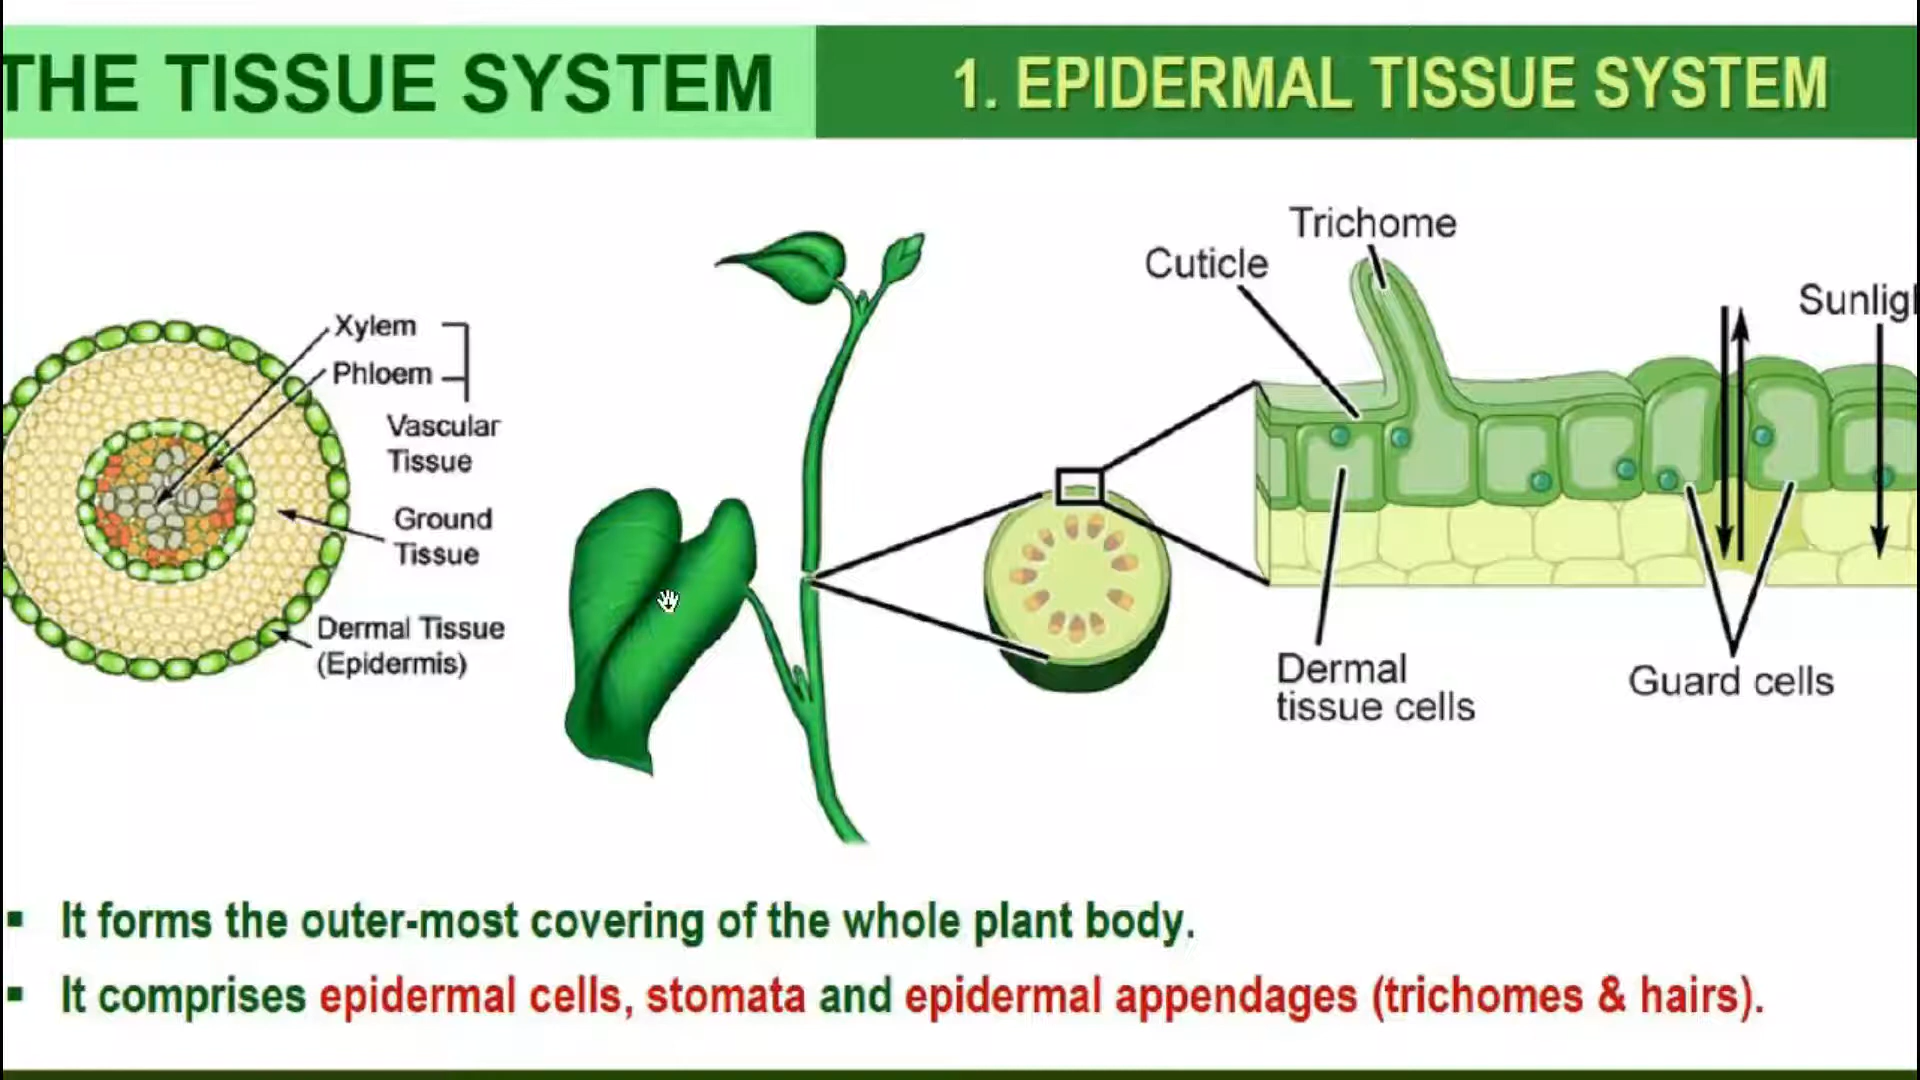 THE TISSUE SYSTEM
1. EPIDERMAL TISSUE SYSTEM
Xylem
Phloem
Vascular
Tissue
Ground
Tissue
Dermal Tissue
(Epidermis)
Trichome
Cuticle
Dermal
tissue cells
Guard cells
▪ It forms the outer-most covering of the whole plant body.
▪ It comprises epidermal cells, stomata and epidermal appendages (trichomes & hairs).